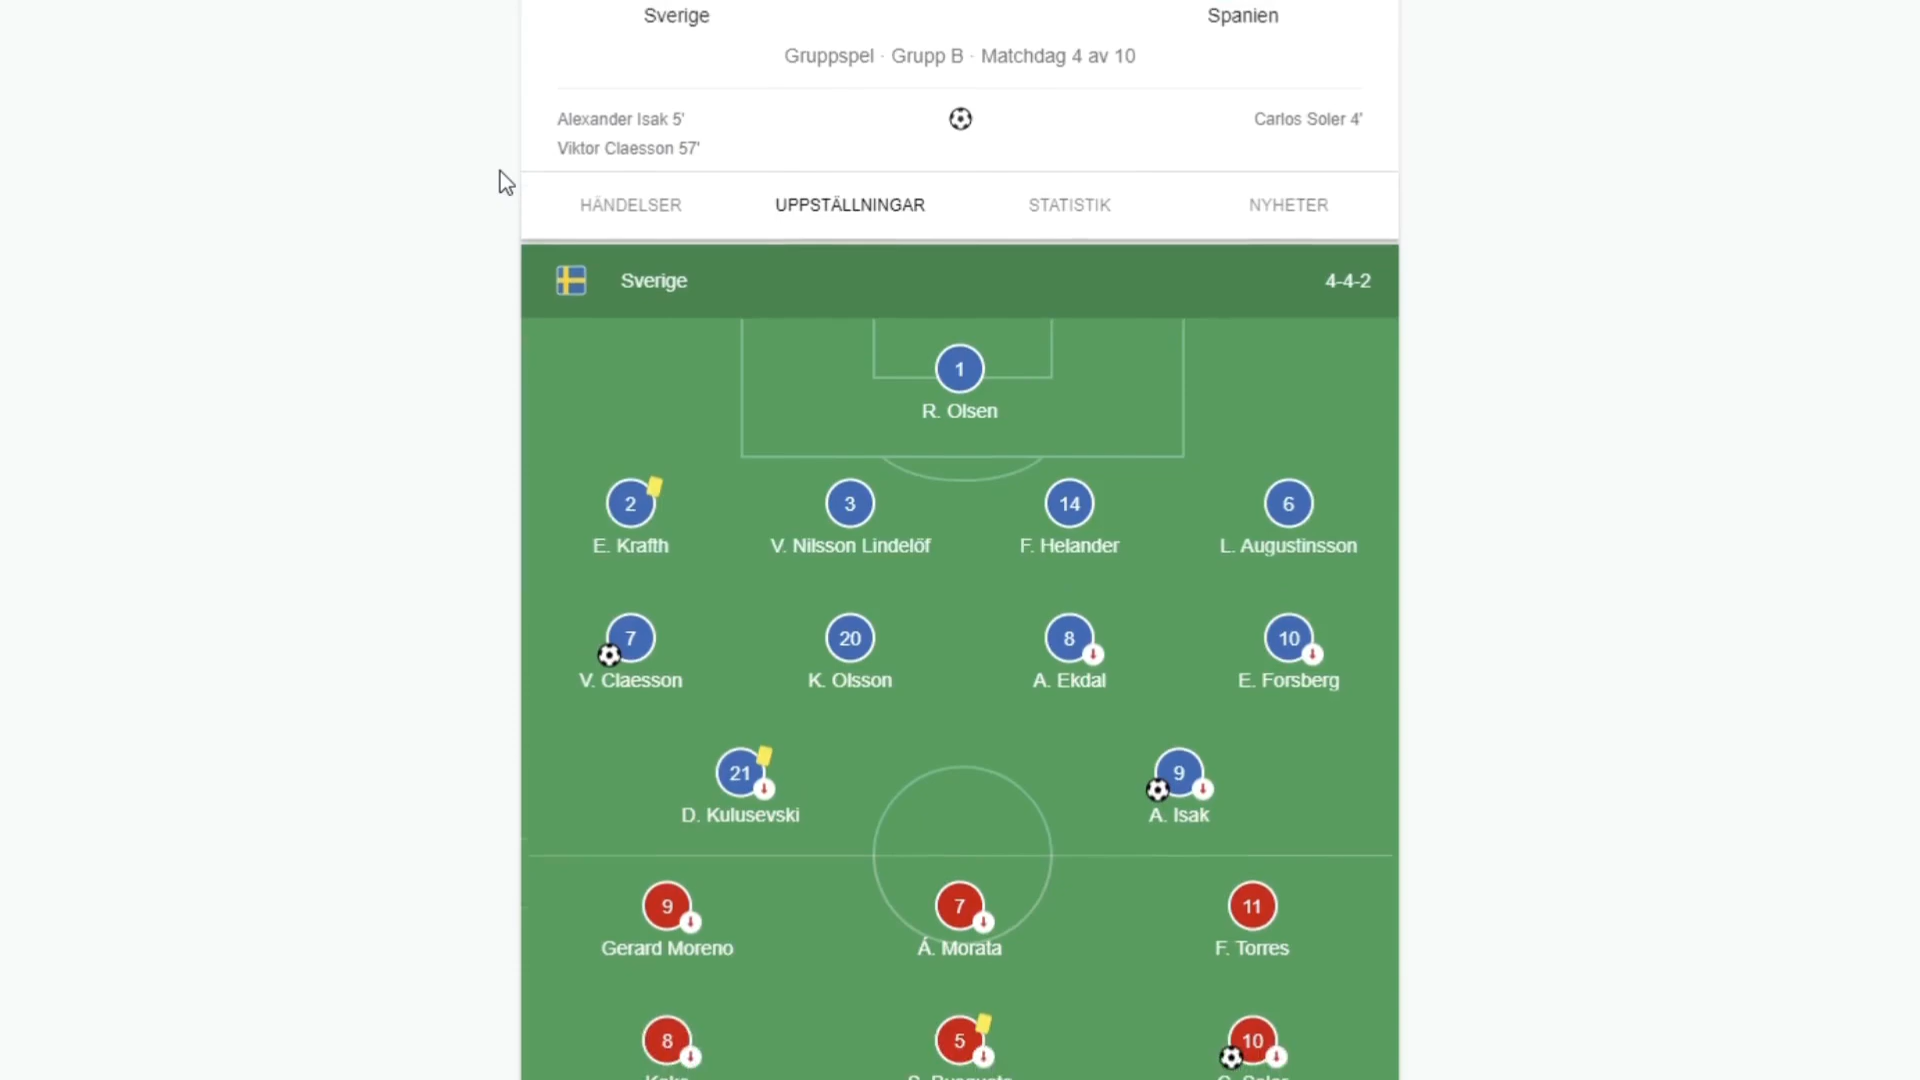 Sverige Spanien
Gruppspel · Grupp B · Matchdag 4 av 10
Alexander Isak 5' Carlos Soler 4'
Viktor Claesson 57'
HÄNDELSER UPPSTÄLLNINGAR STATISTIK NYHETER
Sverige 4-4-2
1
R. Olsen
2 3 14 6
E. Krafth V. Nilsson Lindelöf F. Helander L. Augustinsson
7 20 8 10
V. Claesson K. Olsson A. Ekdal E. Forsberg
21 9
D. Kulusevski A. Isak
9 7 11
Gerard Moreno Á. Morata F. Torres
8 5 10